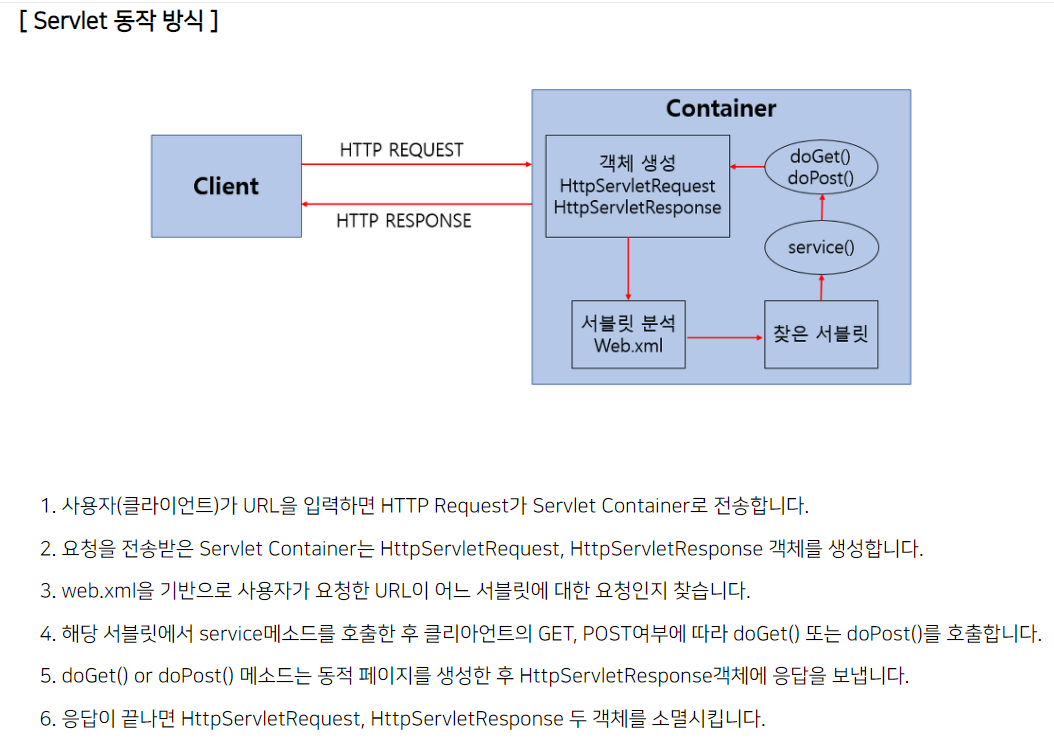 [ Servlet 동작 방식 ]
Container
Client
HTTP REQUEST
HTTP RESPONSE
객체 생성
HttpServletRequest
HttpServletResponse
doGet()
doPost()
service()
서블릿 분석
Web.xml
찾은 서블릿
1. 사용자(클라이언트)가 URL을 입력하면 HTTP Request가 Servlet Container로 전송합니다.
2. 요청을 전송받은 Servlet Container는 HttpServletRequest, HttpServletResponse 객체를 생성합니다.
3. web.xml을 기반으로 사용자가 요청한 URL이 어느 서블릿에 대한 요청인지 찾습니다.
4. 해당 서블릿에서 service메소드를 호출한 후 클리아언트의 GET, POST여부에 따라 doGet() 또는 doPost()를 호출합니다.
5. doGet() or doPost() 메소드는 동적 페이지를 생성한 후 HttpServletResponse객체에 응답을 보냅니다.
6. 응답이 끝나면 HttpServletRequest, HttpServletResponse 두 객체를 소멸시킵니다.